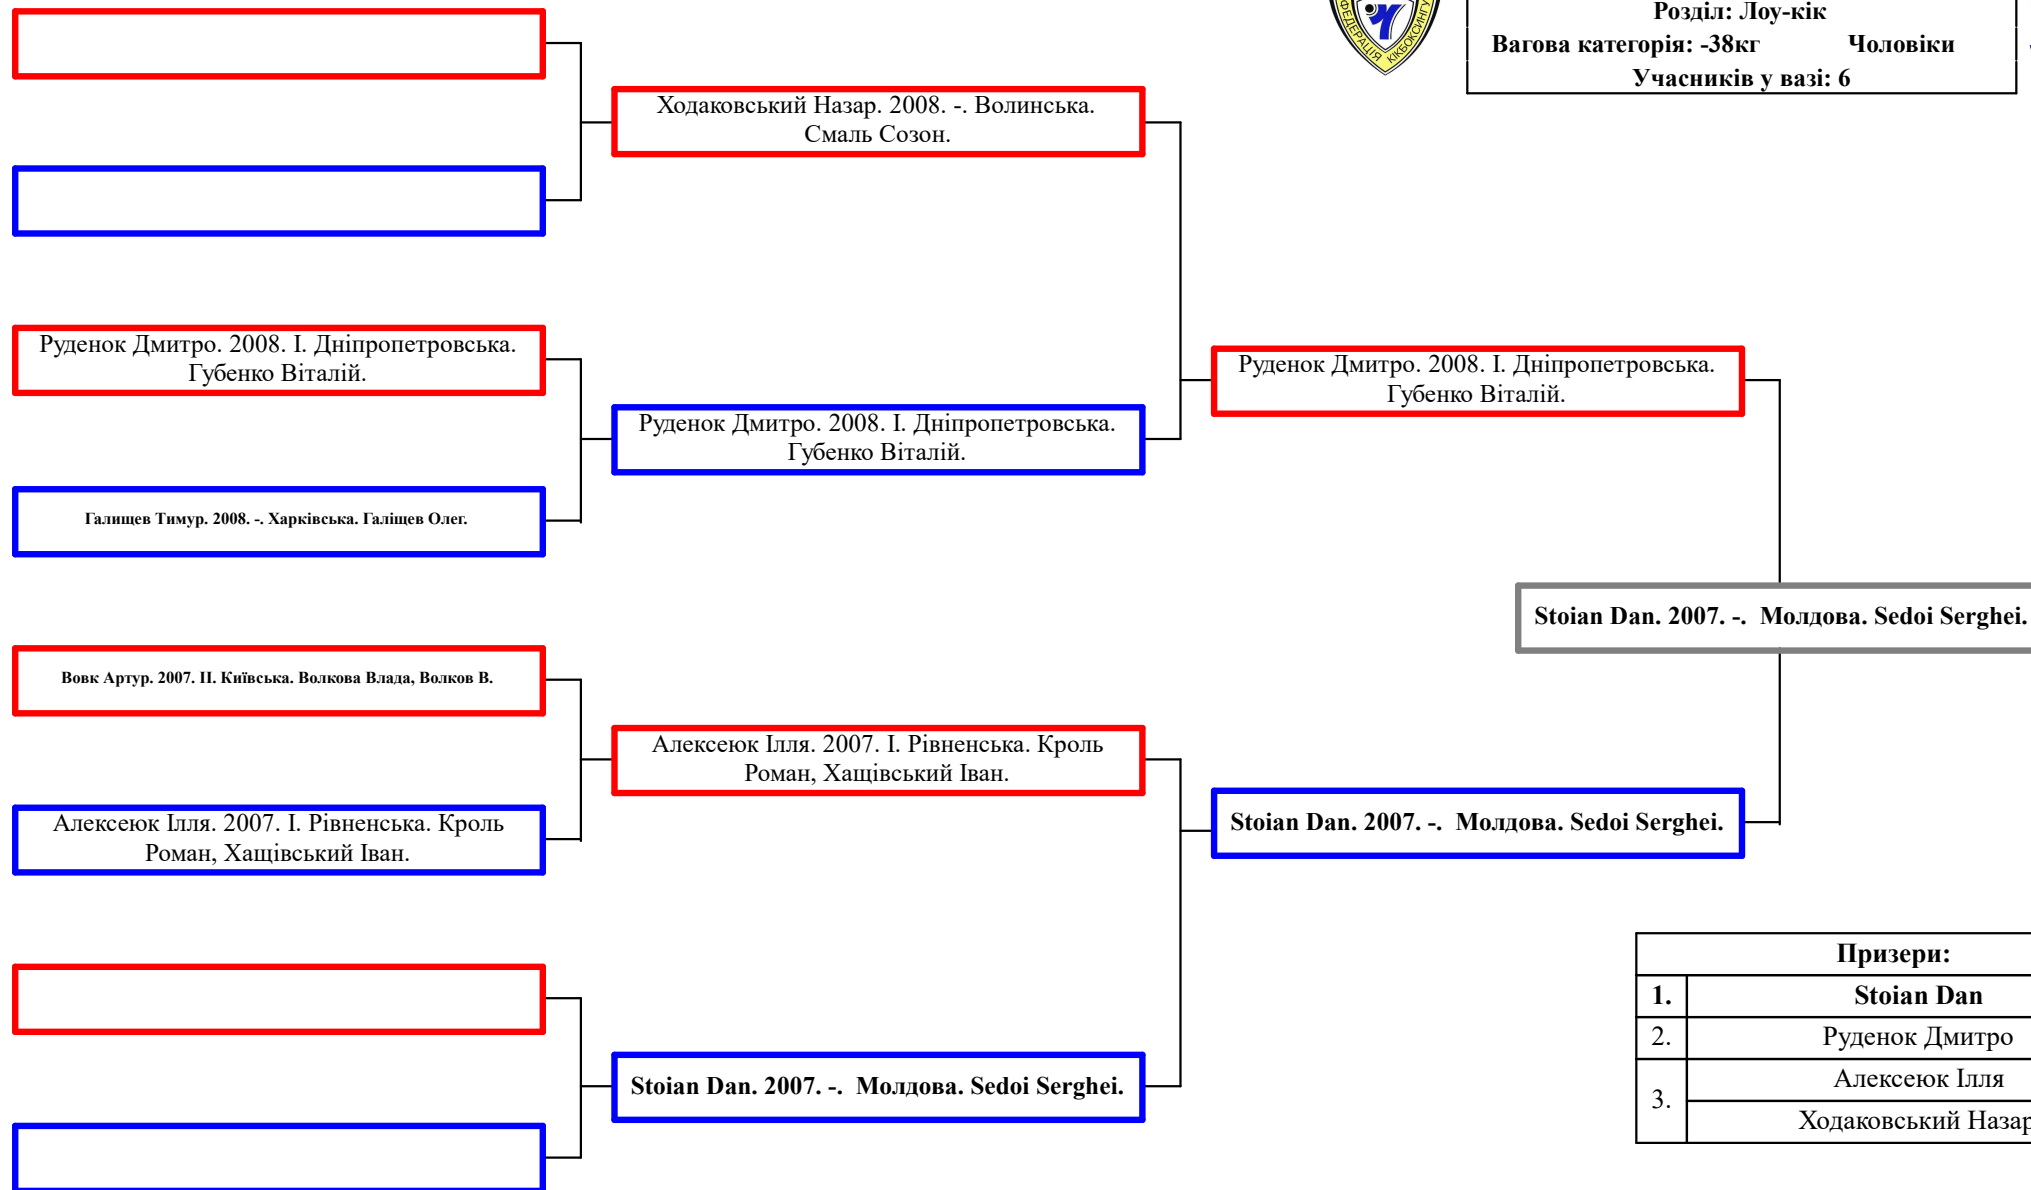 ФЕДЕРАЦІЯ КІКБОКСИНГУ
Розділ: Лоу-кік
Вагова категорія: -38кг Чоловіки
Учасників у вазі: 6
Ходаковський Назар. 2008. -. Волинська.
Смаль Созон.
Руденок Дмитро. 2008. І. Дніпропетровська.
Губенко Віталій.
Руденок Дмитро. 2008. І. Дніпропетровська.
Губенко Віталій.
Руденок Дмитро. 2008. І. Дніпропетровська.
Губенко Віталій.
Галищев Тимур. 2008. -. Харківська. Галіщев Олег.
Stoian Dan. 2007. -. Молдова. Sedoi Serghei.
Вовк Артур. 2007. ІІ. Київська. Волкова Влада, Волков В.
Алексеюк Ілля. 2007. І. Рівненська. Кроль
Роман, Хащівський Іван.
Алексеюк Ілля. 2007. І. Рівненська. Кроль
Роман, Хащівський Іван.
Stoian Dan. 2007. -. Молдова. Sedoi Serghei.
Stoian Dan. 2007. -. Молдова. Sedoi Serghei.
Призери:
1. Stoian Dan
2. Руденок Дмитро
3. Алексеюк Ілля
Ходаковський Назар